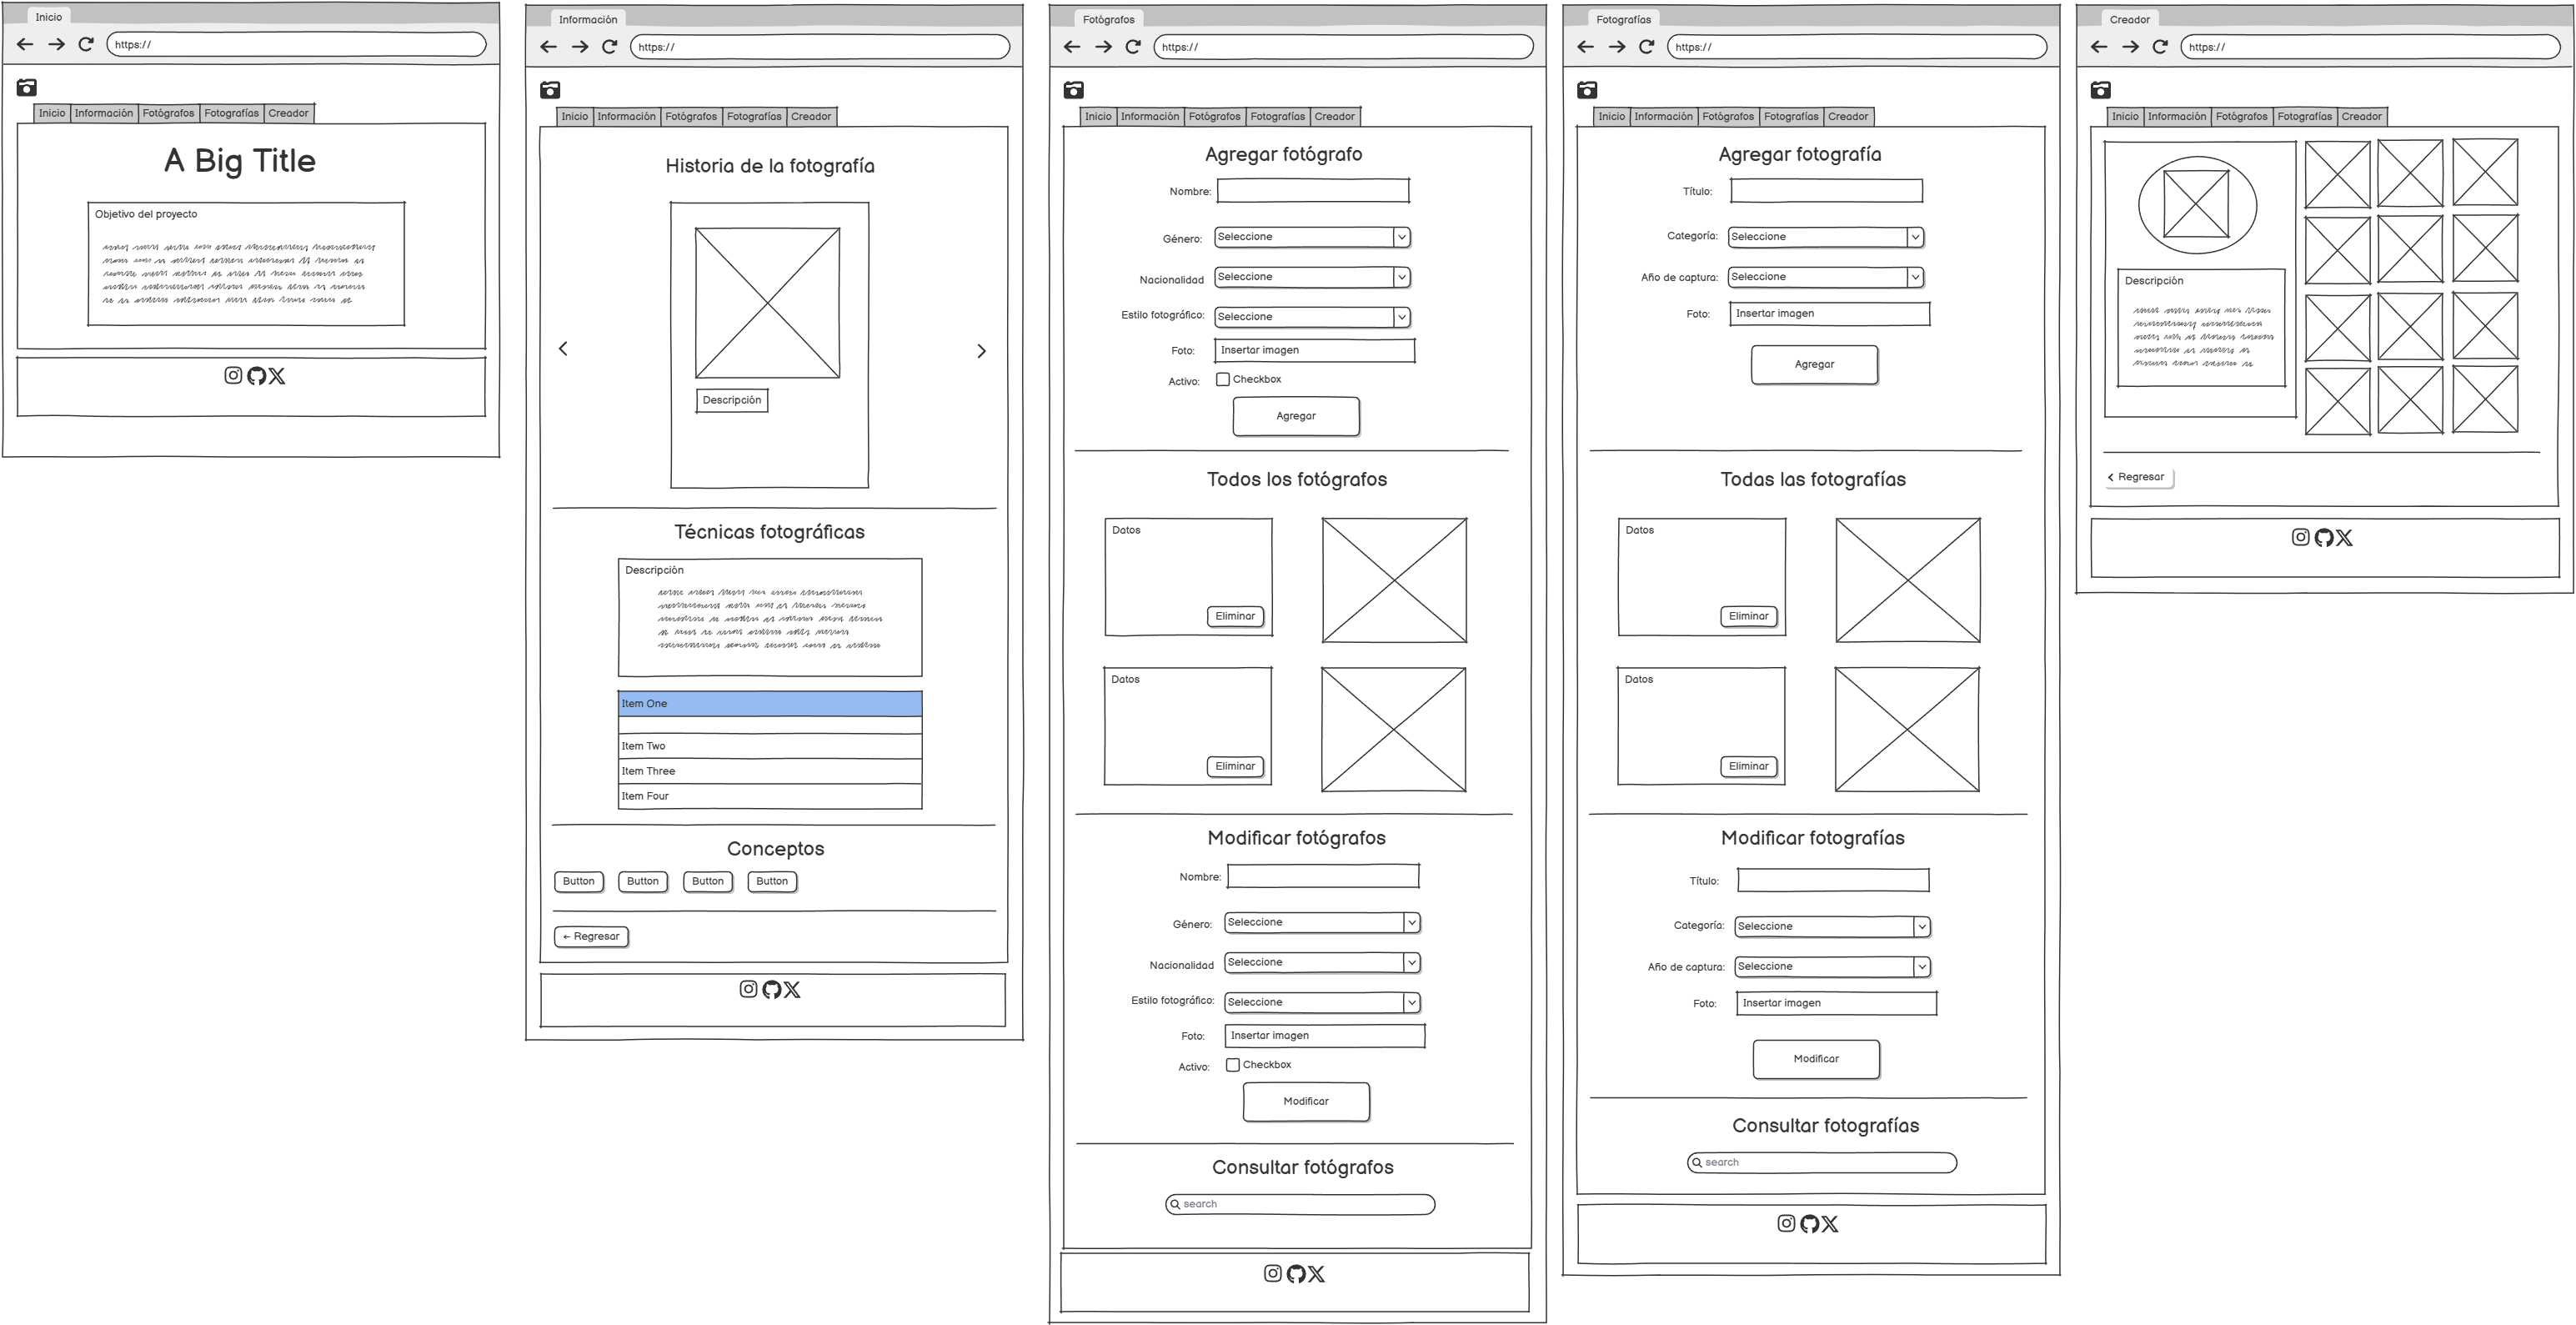 Inicio
https://
Inicio Información Fotógrafos Fotografías Creador
A Big Title
Objetivo del proyecto
Información
https://
Inicio Información Fotógrafos Fotografías Creador
Historia de la fotografía
Descripción
Técnicas fotográficas
Descripción
Item One
Item Two
Item Three
Item Four
Conceptos
Button Button Button Button
← Regresar
Fotógrafos
https://
Inicio Información Fotógrafos Fotografías Creador
Agregar fotógrafo
Nombre:
Género: Seleccione
Nacionalidad Seleccione
Estilo fotográfico: Seleccione
Foto: Insertar imagen
Activo: Checkbox
Agregar
Todos los fotógrafos
Datos
Eliminar
Datos
Eliminar
Modificar fotógrafos
Nombre:
Género: Seleccione
Nacionalidad Seleccione
Estilo fotográfico: Seleccione
Foto: Insertar imagen
Activo: Checkbox
Modificar
Consultar fotógrafos
search
Fotografías
https://
Inicio Información Fotógrafos Fotografías Creador
Agregar fotografía
Título:
Categoría: Seleccione
Año de captura: Seleccione
Foto: Insertar imagen
Agregar
Todas las fotografías
Datos
Eliminar
Datos
Eliminar
Modificar fotografías
Título:
Categoría: Seleccione
Año de captura: Seleccione
Foto: Insertar imagen
Modificar
Consultar fotografías
search
Creador
https://
Inicio Información Fotógrafos Fotografías Creador
Descripción
Regresar